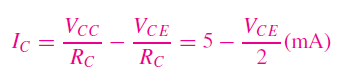 I_C = V_CC / R_C − V_CE / R_C = 5 − V_CE / 2 (mA)